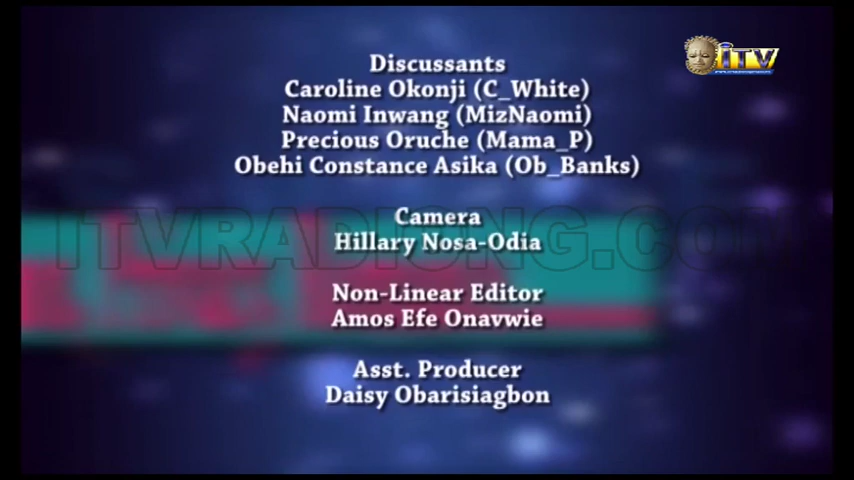 iTV
Discussants
Caroline Okonji (C_White)
Naomi Inwang (MizNaomi)
Precious Oruche (Mama_P)
Obehi Constance Asika (Ob_Banks)
Camera
Hillary Nosa-Odia
ITVRADIONG.COM
Non-Linear Editor
Amos Efe Onavwie
Asst. Producer
Daisy Obarisiagbon